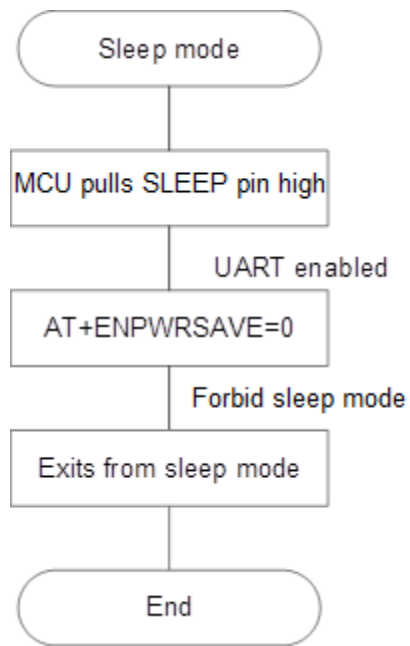 Sleep mode
MCU pulls SLEEP pin high
UART enabled
AT+ENPWRSAVE=0
Forbid sleep mode
Exits from sleep mode
End